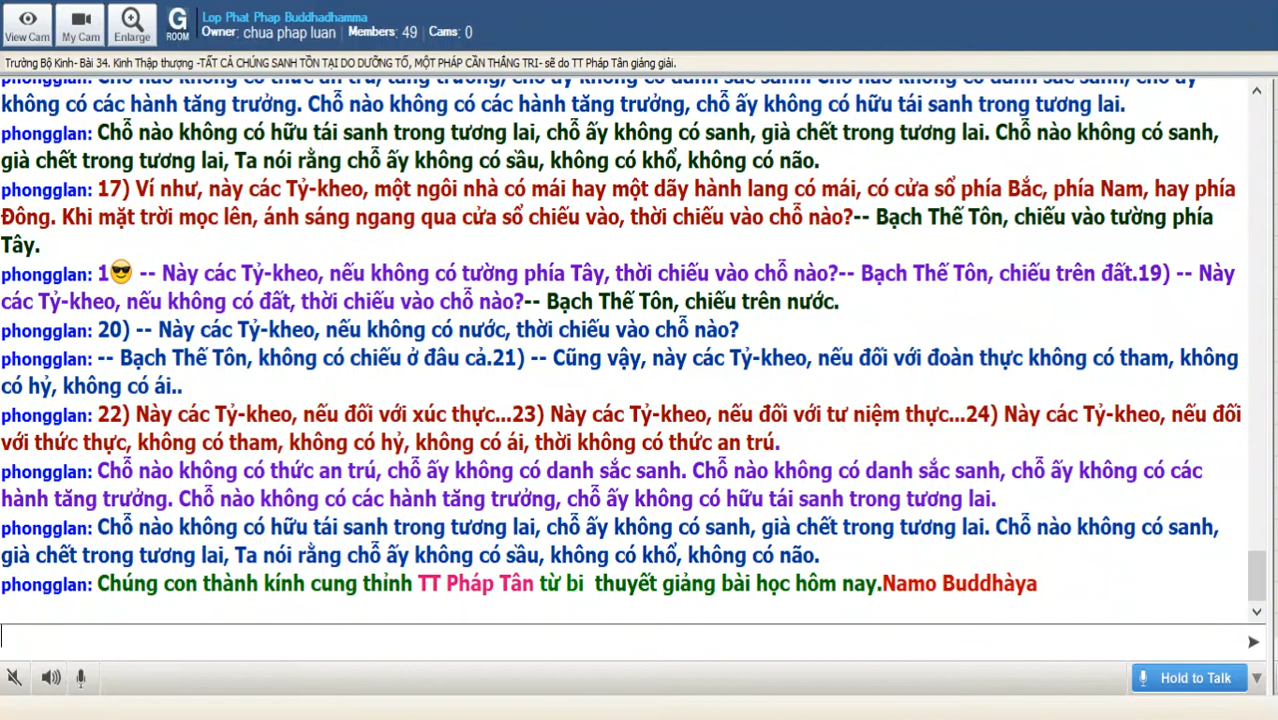 Lop Phat Phap Buddhadhamma
Owner: chua phap luan Members: 49 Cams: 0
View Cam My Cam Enlarge G ROOM
Trường Bộ Kinh- Bài 34. Kinh Thập thượng -TẤT CẢ CHÚNG SANH TỒN TẠI DO DƯỠNG TỐ, MỘT PHÁP CẦN THẮNG TRI- sẽ do TT Pháp Tân giảng giải.
không có các hành tăng trưởng. Chỗ nào không có các hành tăng trưởng, chỗ ấy không có hữu tái sanh trong tương lai.
phongglan: Chỗ nào không có hữu tái sanh trong tương lai, chỗ ấy không có sanh, già chết trong tương lai. Chỗ nào không có sanh,
già chết trong tương lai, Ta nói rằng chỗ ấy không có sầu, không có khổ, không có não.
phongglan: 17) Ví như, này các Tỷ-kheo, một ngôi nhà có mái hay một dãy hành lang có mái, có cửa sổ phía Bắc, phía Nam, hay phía
Đông. Khi mặt trời mọc lên, ánh sáng ngang qua cửa sổ chiếu vào, thời chiếu vào chỗ nào?-- Bạch Thế Tôn, chiếu vào tường phía
Tây.
phongglan: 1😎 -- Này các Tỷ-kheo, nếu không có tường phía Tây, thời chiếu vào chỗ nào?-- Bạch Thế Tôn, chiếu trên đất.19) -- Này
các Tỷ-kheo, nếu không có đất, thời chiếu vào chỗ nào?-- Bạch Thế Tôn, chiếu trên nước.
phongglan: 20) -- Này các Tỷ-kheo, nếu không có nước, thời chiếu vào chỗ nào?
phongglan: -- Bạch Thế Tôn, không có chiếu ở đâu cả.21) -- Cũng vậy, này các Tỷ-kheo, nếu đối với đoàn thực không có tham, không
có hỷ, không có ái..
phongglan: 22) Này các Tỷ-kheo, nếu đối với xúc thực...23) Này các Tỷ-kheo, nếu đối với tư niệm thực...24) Này các Tỷ-kheo, nếu đối
với thức thực, không có tham, không có hỷ, không có ái, thời không có thức an trú.
phongglan: Chỗ nào không có thức an trú, chỗ ấy không có danh sắc sanh. Chỗ nào không có danh sắc sanh, chỗ ấy không có các
hành tăng trưởng. Chỗ nào không có các hành tăng trưởng, chỗ ấy không có hữu tái sanh trong tương lai.
phongglan: Chỗ nào không có hữu tái sanh trong tương lai, chỗ ấy không có sanh, già chết trong tương lai. Chỗ nào không có sanh,
già chết trong tương lai, Ta nói rằng chỗ ấy không có sầu, không có khổ, không có não.
phongglan: Chúng con thành kính cung thỉnh TT Pháp Tân từ bi thuyết giảng bài học hôm nay.Namo Buddhàya
Hold to Talk